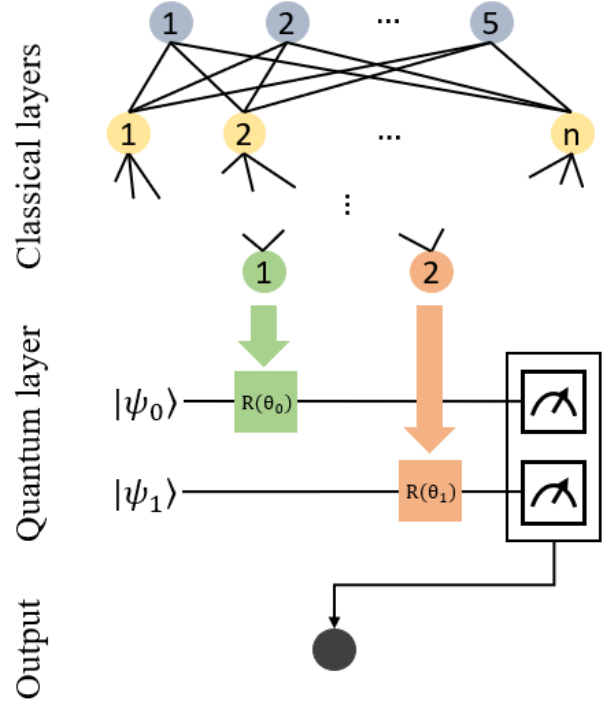 Classical layers
1 2 ... 5
1 2 ... n
⋮
1 2
Quantum layer
|ψ₀⟩ R(θ₀)
|ψ₁⟩ R(θ₁)
Output